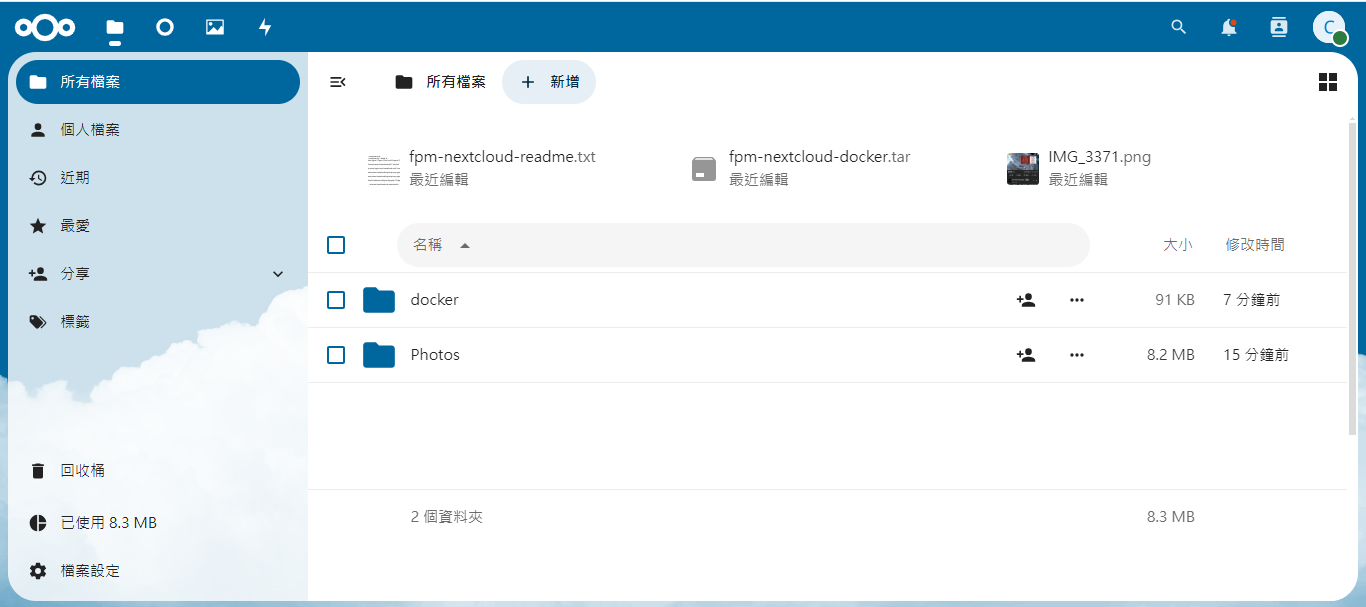 C
所有檔案
個人檔案
近期
最愛
分享
標籤
回收桶
已使用 8.3 MB
檔案設定
所有檔案
新增
fpm-nextcloud-readme.txt
最近編輯
fpm-nextcloud-docker.tar
最近編輯
IMG_3371.png
最近編輯
名稱 大小 修改時間
docker 91 KB 7 分鐘前
Photos 8.2 MB 15 分鐘前
2 個資料夾 8.3 MB